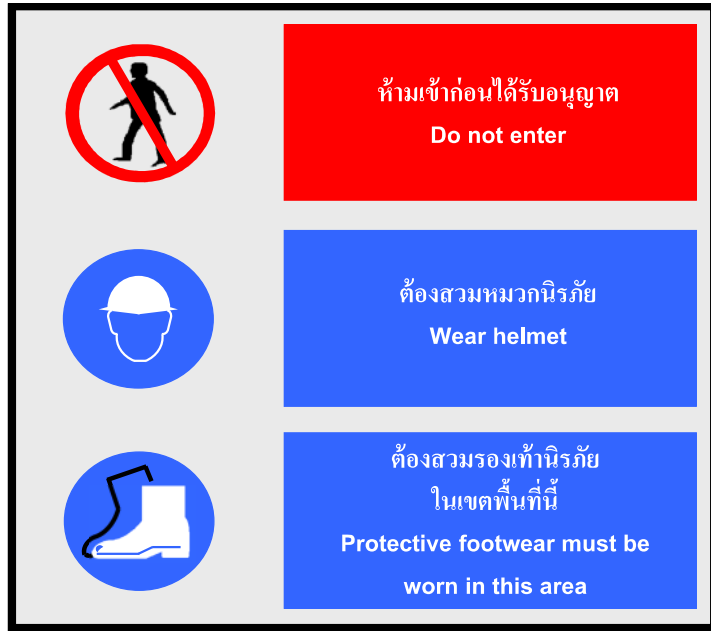 ห้ามเข้าก่อนได้รับอนุญาต
Do not enter
ต้องสวมหมวกนิรภัย
Wear helmet
ต้องสวมรองเท้านิรภัย
ในเขตพื้นที่นี้
Protective footwear must be
worn in this area